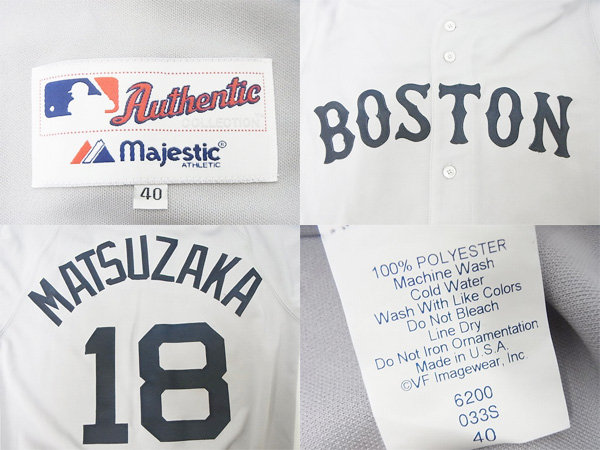 Authentic
COLLECTION
Majestic®
ATHLETIC
40
BOSTON
MATSUZAKA
18
100% POLYESTER
Machine Wash
Cold Water
Wash With Like Colors
Do Not Bleach
Line Dry
Do Not Iron Ornamentation
Made in U.S.A.
©VF Imagewear, Inc.
6200
033S
40